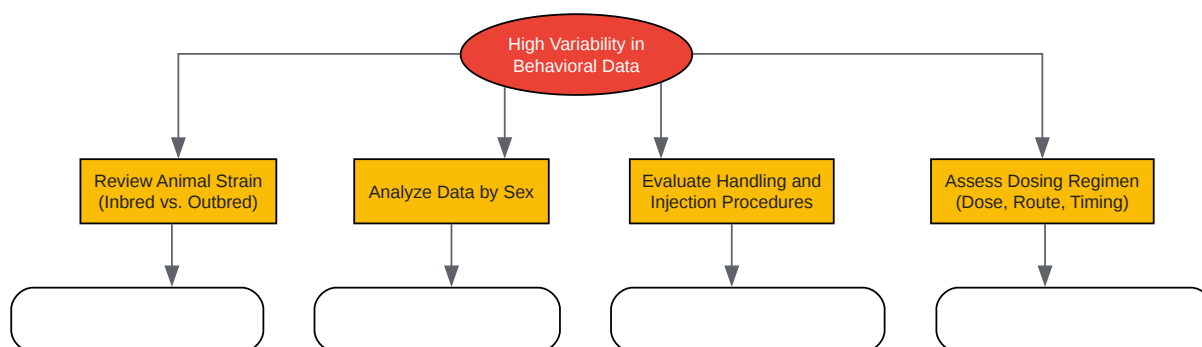 High Variability in
Behavioral Data
Review Animal Strain
(Inbred vs. Outbred)
Analyze Data by Sex
Evaluate Handling and
Injection Procedures
Assess Dosing Regimen
(Dose, Route, Timing)